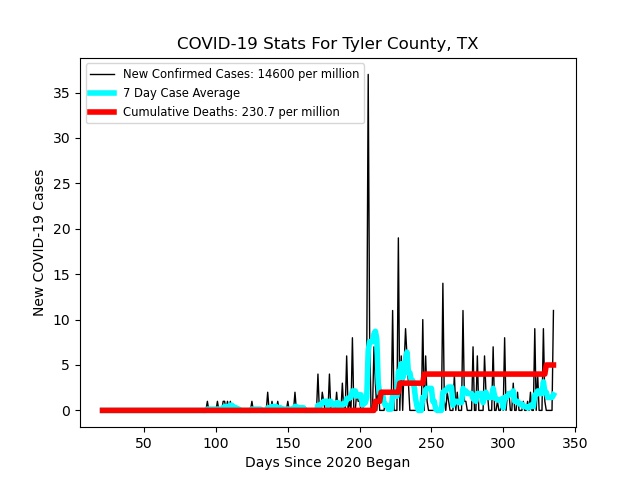 COVID-19 Stats For Tyler County, TX
New Confirmed Cases: 14600 per million
7 Day Case Average
Cumulative Deaths: 230.7 per million
New COVID-19 Cases
35
30
25
20
15
10
5
0
50 100 150 200 250 300 350
Days Since 2020 Began